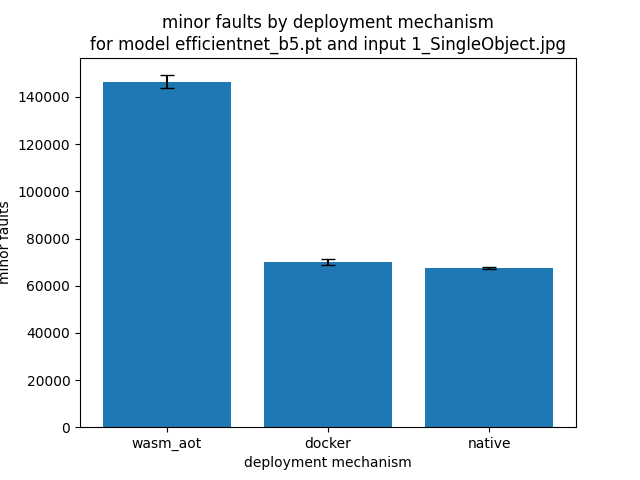 minor faults by deployment mechanism
for model efficientnet_b5.pt and input 1_SingleObject.jpg
minor faults
140000
120000
100000
80000
60000
40000
20000
0
wasm_aot
docker
native
deployment mechanism